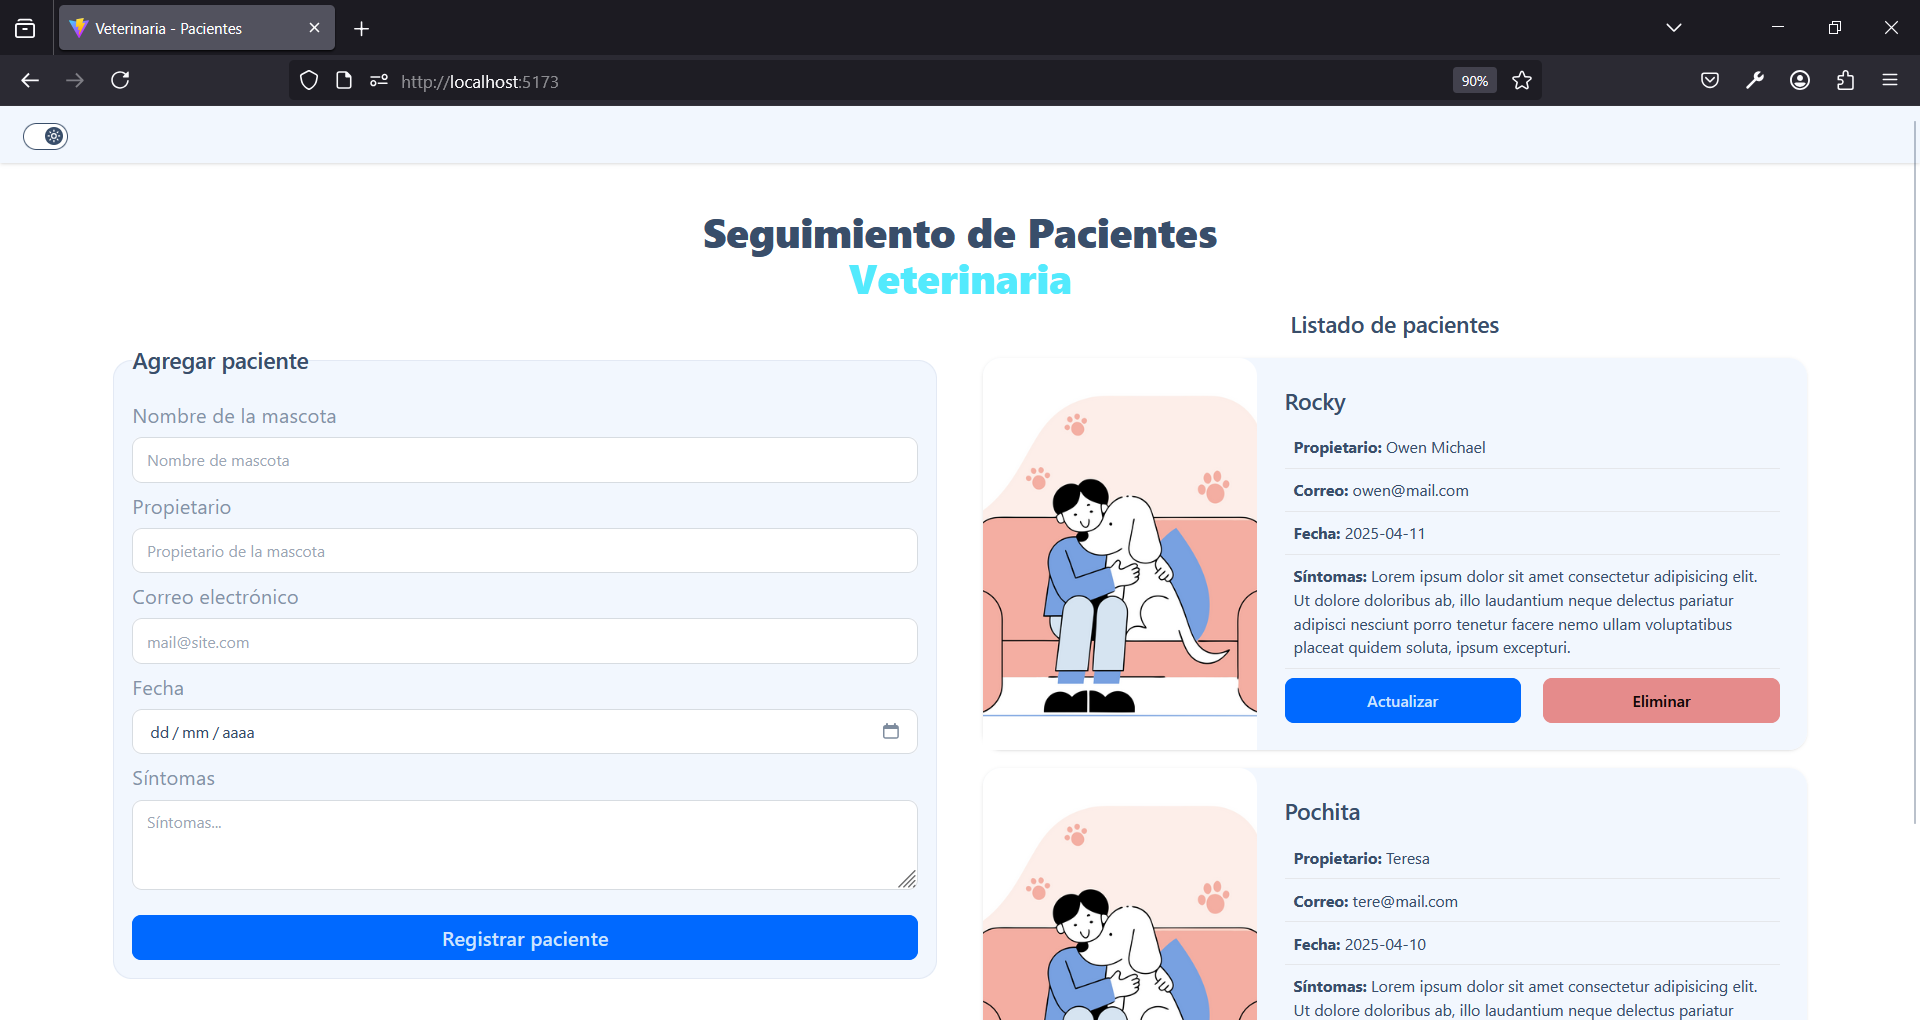 Veterinaria - Pacientes
http://localhost:5173
90%
Seguimiento de Pacientes
Veterinaria
Agregar paciente
Nombre de la mascota
Nombre de mascota
Propietario
Propietario de la mascota
Correo electrónico
mail@site.com
Fecha
dd / mm / aaaa
Síntomas
Síntomas...
Registrar paciente
Listado de pacientes
Rocky
Propietario: Owen Michael
Correo: owen@mail.com
Fecha: 2025-04-11
Síntomas: Lorem ipsum dolor sit amet consectetur adipisicing elit.
Ut dolore doloribus ab, illo laudantium neque delectus pariatur
adipisci nesciunt porro tenetur facere nemo ullam voluptatibus
placeat quidem soluta, ipsum excepturi.
Actualizar
Eliminar
Pochita
Propietario: Teresa
Correo: tere@mail.com
Fecha: 2025-04-10
Síntomas: Lorem ipsum dolor sit amet consectetur adipisicing elit.
Ut dolore doloribus ab, illo laudantium neque delectus pariatur